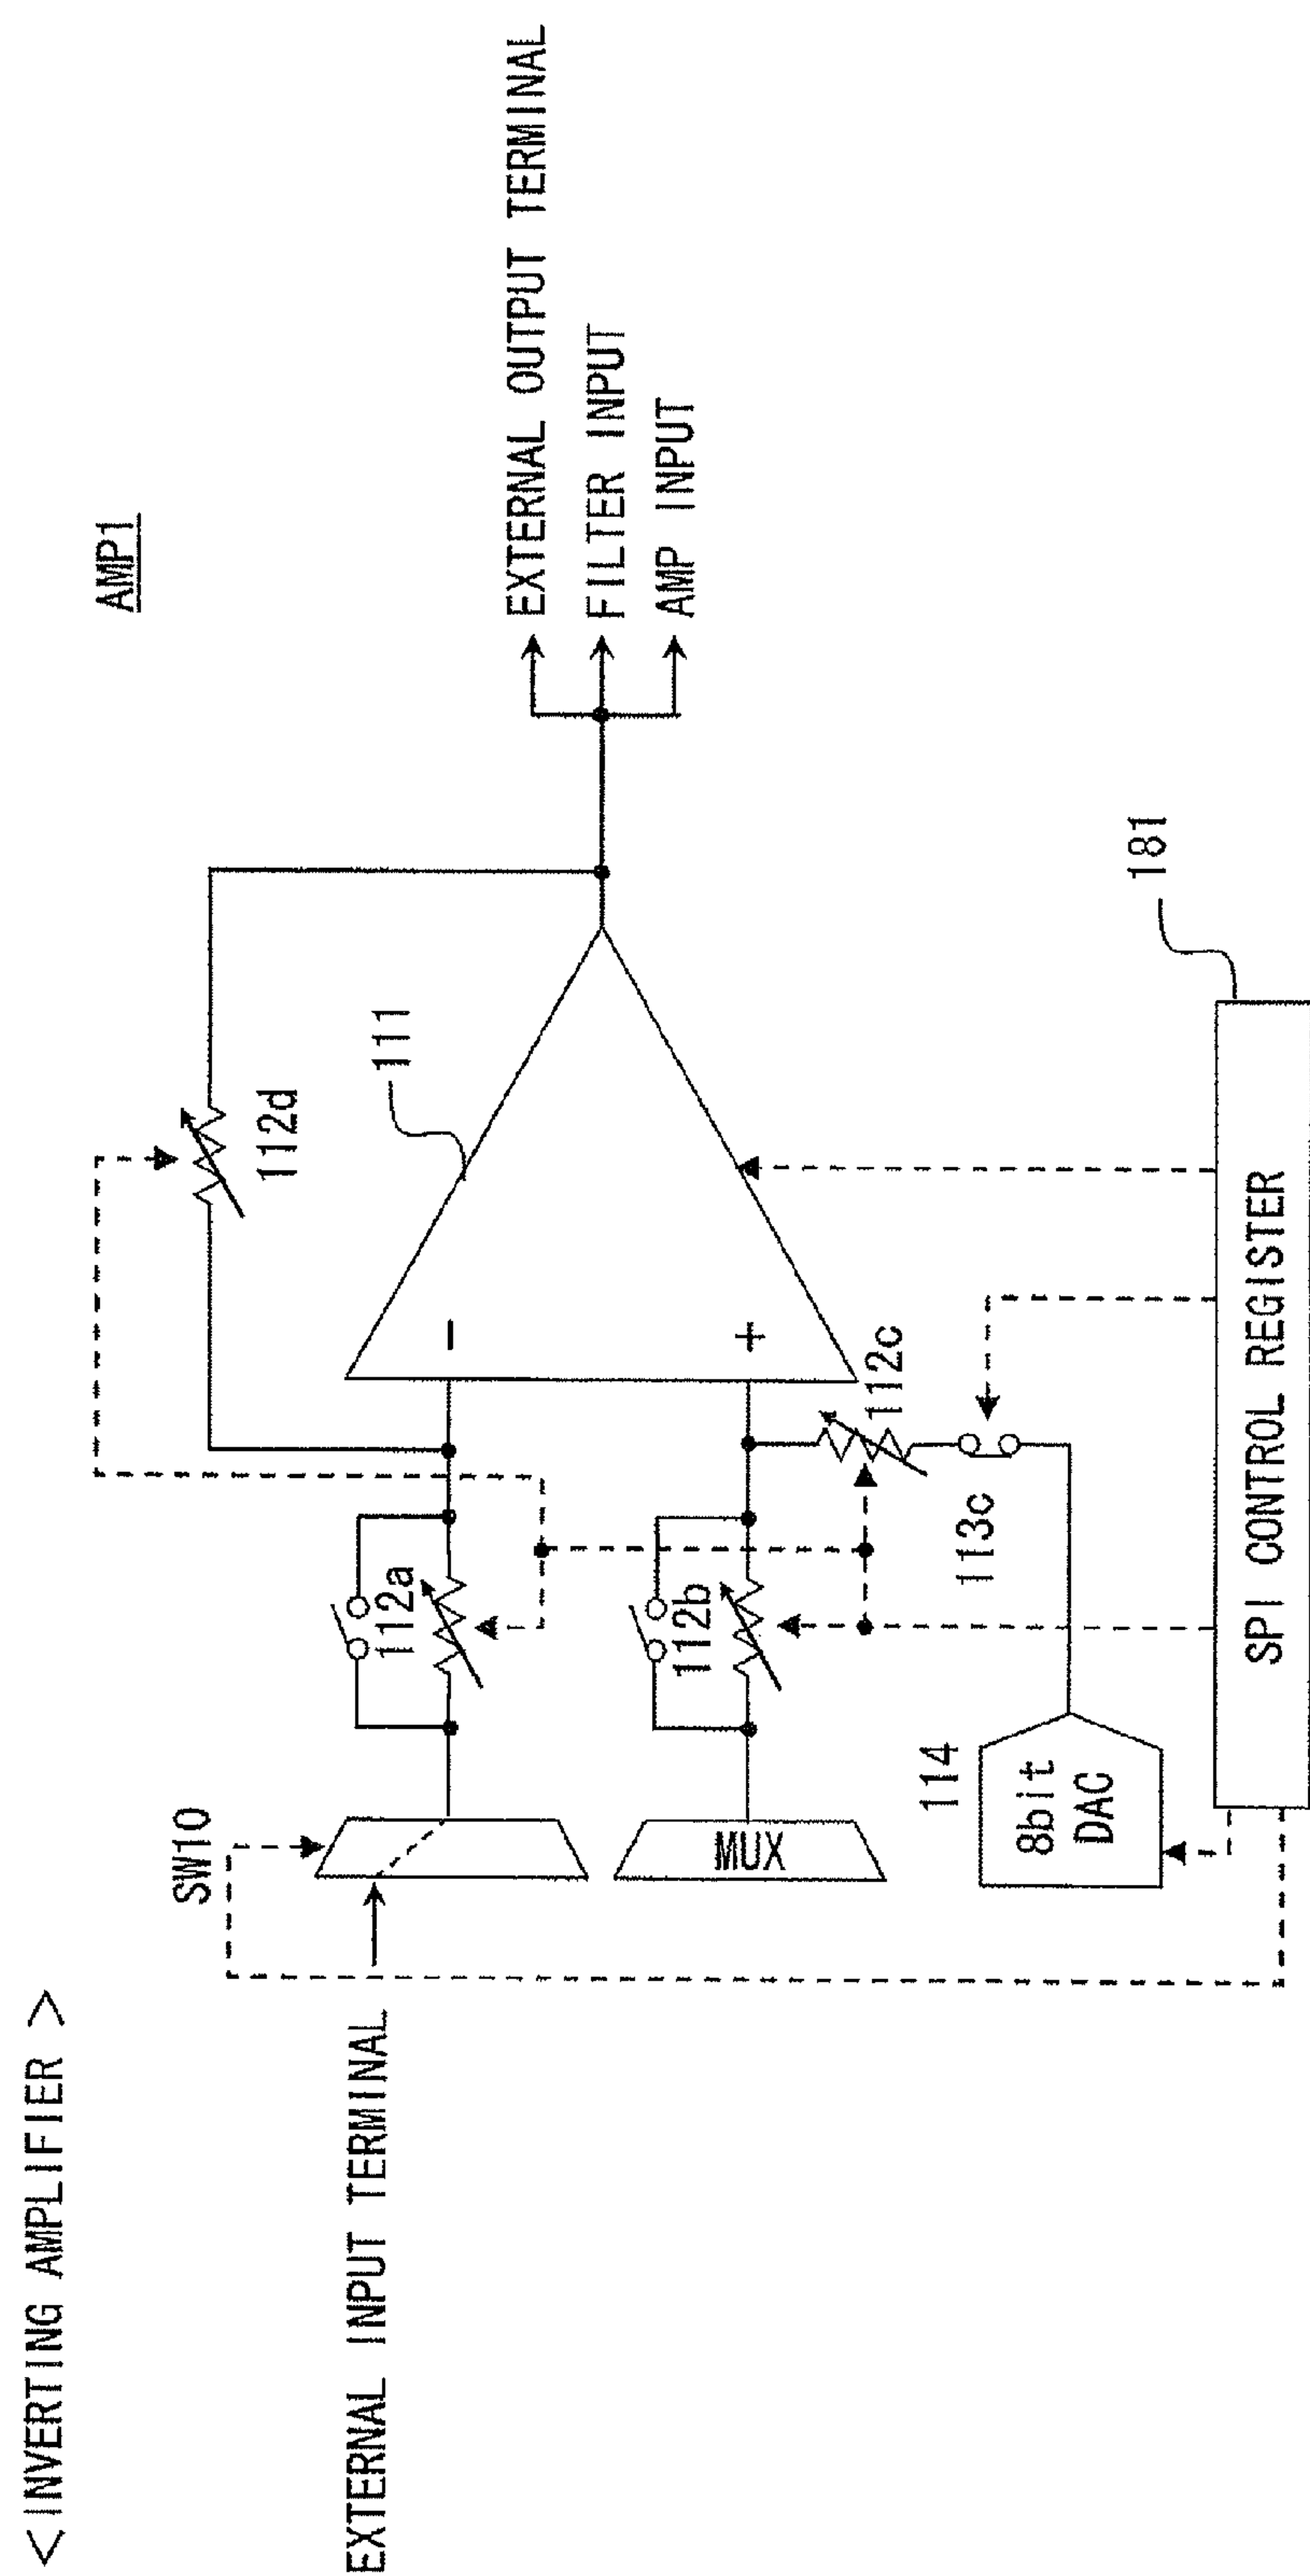 <INVERTING AMPLIFIER>
AMP1
112d
SW10
111
EXTERNAL INPUT TERMINAL
112a
−
EXTERNAL OUTPUT TERMINAL
FILTER INPUT
AMP INPUT
112b
MUX
+
112c
114
113c
8bit
DAC
181
SPI CONTROL REGISTER